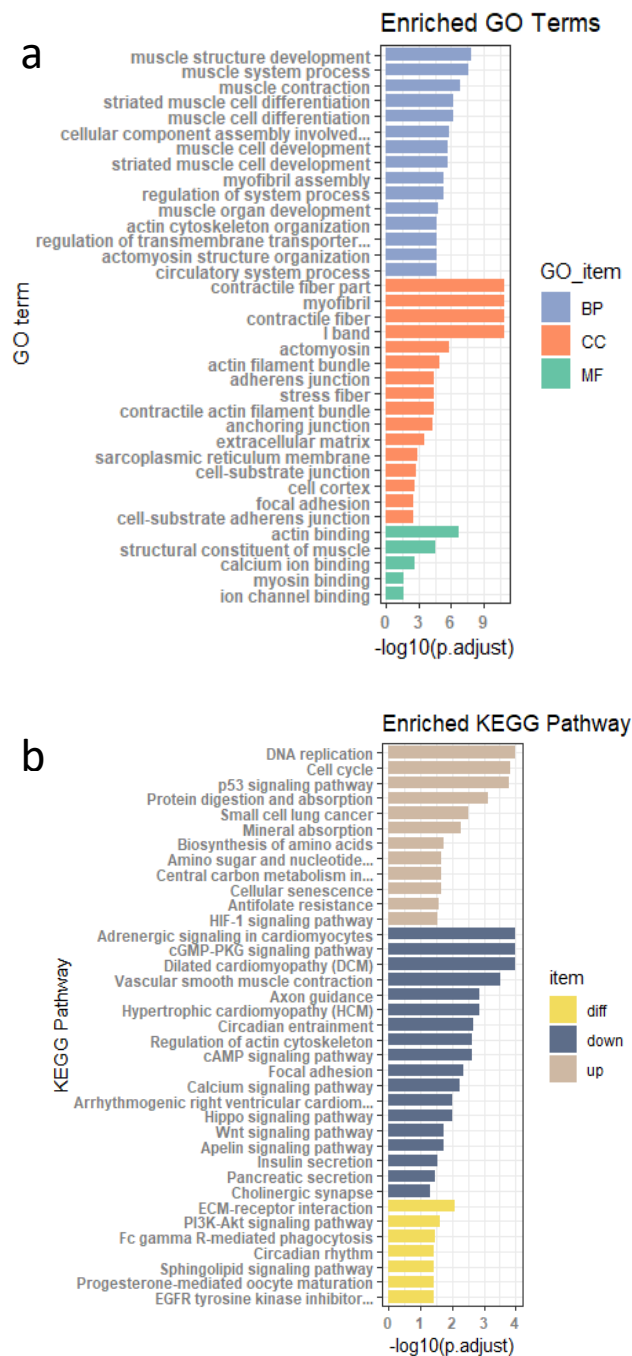 a
Enriched GO Terms
muscle structure development
muscle system process
muscle contraction
striated muscle cell differentiation
muscle cell differentiation
cellular component assembly involved...
muscle cell development
striated muscle cell development
myofibril assembly
regulation of system process
muscle organ development
actin cytoskeleton organization
regulation of transmembrane transporter...
actomyosin structure organization
circulatory system process
contractile fiber part
myofibril
contractile fiber
I band
actomyosin
actin filament bundle
adherens junction
stress fiber
contractile actin filament bundle
anchoring junction
extracellular matrix
sarcoplasmic reticulum membrane
cell-substrate junction
cell cortex
focal adhesion
cell-substrate adherens junction
actin binding
structural constituent of muscle
calcium ion binding
myosin binding
ion channel binding
GO term
0 3 6 9
-log10(p.adjust)
GO_item
BP
CC
MF
b
Enriched KEGG Pathway
DNA replication
Cell cycle
p53 signaling pathway
Protein digestion and absorption
Small cell lung cancer
Mineral absorption
Biosynthesis of amino acids
Amino sugar and nucleotide...
Central carbon metabolism in...
Cellular senescence
Antifolate resistance
HIF-1 signaling pathway
Adrenergic signaling in cardiomyocytes
cGMP-PKG signaling pathway
Dilated cardiomyopathy (DCM)
Vascular smooth muscle contraction
Axon guidance
Hypertrophic cardiomyopathy (HCM)
Circadian entrainment
Regulation of actin cytoskeleton
cAMP signaling pathway
Focal adhesion
Calcium signaling pathway
Arrhythmogenic right ventricular cardiom...
Hippo signaling pathway
Wnt signaling pathway
Apelin signaling pathway
Insulin secretion
Pancreatic secretion
Cholinergic synapse
ECM-receptor interaction
PI3K-Akt signaling pathway
Fc gamma R-mediated phagocytosis
Circadian rhythm
Sphingolipid signaling pathway
Progesterone-mediated oocyte maturation
EGFR tyrosine kinase inhibitor...
KEGG Pathway
0 1 2 3 4
-log10(p.adjust)
item
diff
down
up